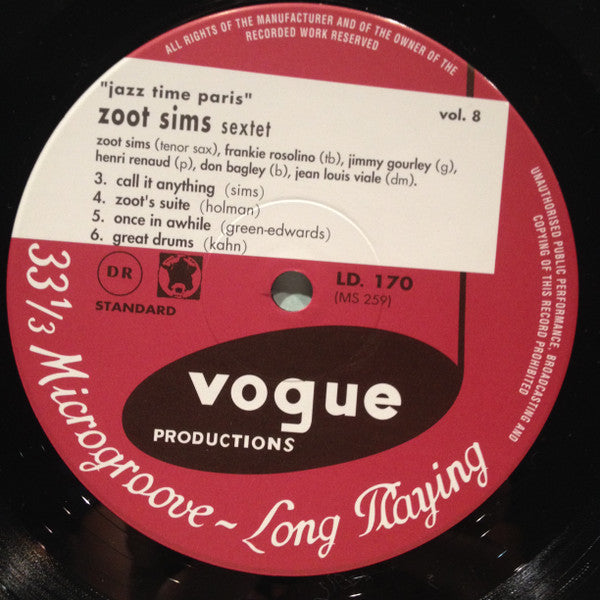 ALL RIGHTS OF THE MANUFACTURER AND OF THE OWNER OF THE
RECORDED WORK RESERVED
"jazz time paris"
vol. 8
zoot sims sextet
zoot sims (tenor sax), frankie rosolino (tb), jimmy gourley (g),
henri renaud (p), don bagley (b), jean louis viale (dm).
3. call it anything (sims)
4. zoot's suite (holman)
5. once in awhile (green-edwards)
6. great drums (kahn)
UNAUTHORISED PUBLIC PERFORMANCE, BROADCASTING AND
COPYING OF THIS RECORD PROHIBITED
DR
STANDARD
LD. 170
(MS 259)
vogue
PRODUCTIONS
33 1/3 Microgroove ~ Long Playing